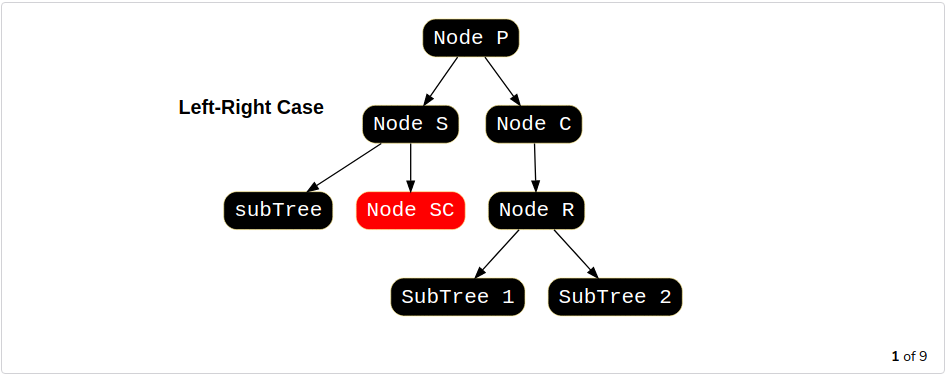 Node P
Left-Right Case
Node S
Node C
subTree
Node SC
Node R
SubTree 1
SubTree 2
1 of 9